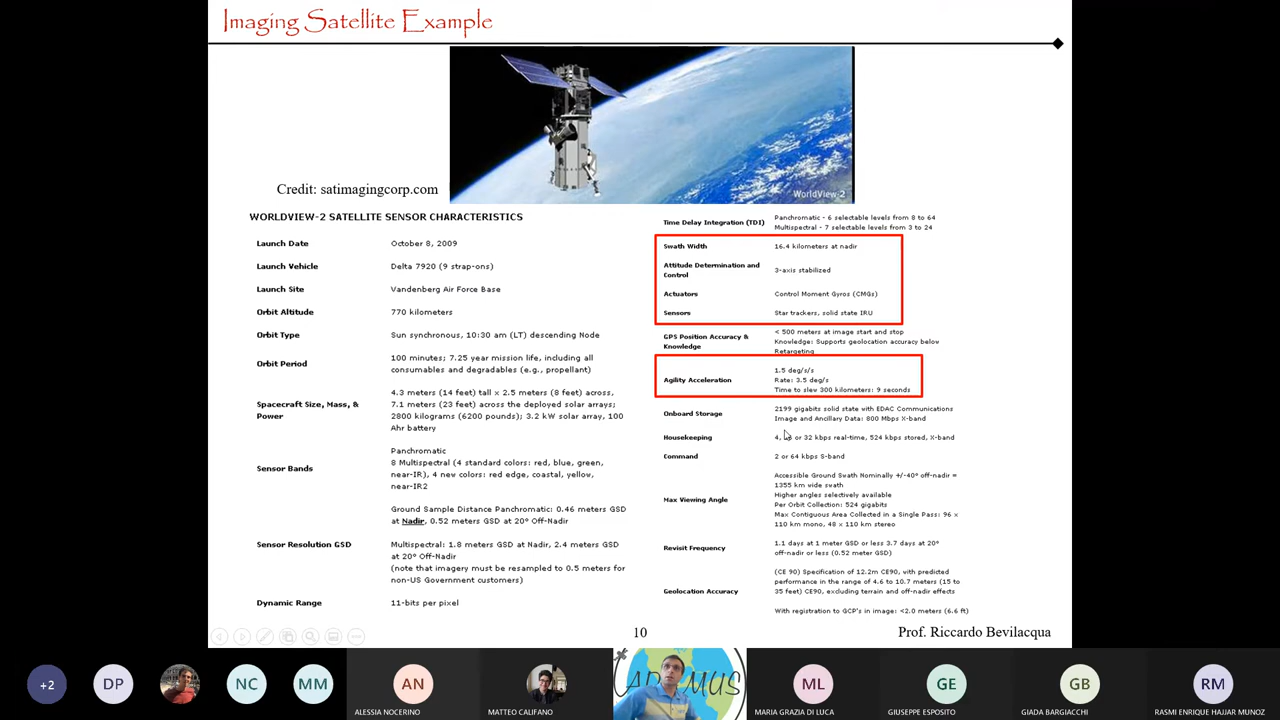 Imaging Satellite Example
Credit: satimagingcorp.com
WorldView-2
WORLDVIEW-2 SATELLITE SENSOR CHARACTERISTICS
Launch Date
October 8, 2009
Launch Vehicle
Delta 7920 (9 strap-ons)
Launch Site
Vandenberg Air Force Base
Orbit Altitude
770 kilometers
Orbit Type
Sun synchronous, 10:30 am (LT) descending Node
Orbit Period
100 minutes; 7.25 year mission life, including all
consumables and degradables (e.g., propellant)
Spacecraft Size, Mass, &
Power
4.3 meters (14 feet) tall × 2.5 meters (8 feet) across,
7.1 meters (23 feet) across the deployed solar arrays;
2800 kilograms (6200 pounds); 3.2 kW solar array, 100
Ahr battery
Sensor Bands
Panchromatic
8 Multispectral (4 standard colors: red, blue, green,
near-IR), 4 new colors: red edge, coastal, yellow,
near-IR2
Sensor Resolution GSD
Ground Sample Distance Panchromatic: 0.46 meters GSD
at Nadir, 0.52 meters GSD at 20° Off-Nadir
Multispectral: 1.8 meters GSD at Nadir, 2.4 meters GSD
at 20° Off-Nadir
(note that imagery must be resampled to 0.5 meters for
non-US Government customers)
Dynamic Range
11-bits per pixel
Time Delay Integration (TDI)
Panchromatic - 6 selectable levels from 8 to 64
Multispectral - 7 selectable levels from 3 to 24
Swath Width
16.4 kilometers at nadir
Attitude Determination and
Control
3-axis stabilized
Actuators
Control Moment Gyros (CMGs)
Sensors
Star trackers, solid state IRU
GPS Position Accuracy &
Knowledge
< 500 meters at image start and stop
Knowledge: Supports geolocation accuracy below
Retargeting
Agility Acceleration
1.5 deg/s/s
Rate: 3.5 deg/s
Time to slew 300 kilometers: 9 seconds
Onboard Storage
2199 gigabits solid state with EDAC Communications
Image and Ancillary Data: 800 Mbps X-band
Housekeeping
4, or 32 kbps real-time, 524 kbps stored, X-band
Command
2 or 64 kbps S-band
Max Viewing Angle
Accessible Ground Swath Nominally +/-40° off-nadir =
1355 km wide swath
Higher angles selectively available
Per Orbit Collection: 524 gigabits
Max Contiguous Area Collected in a Single Pass: 96 ×
110 km mono, 48 × 110 km stereo
Revisit Frequency
1.1 days at 1 meter GSD or less 3.7 days at 20°
off-nadir or less (0.52 meter GSD)
Geolocation Accuracy
(CE 90) Specification of 12.2m CE90, with predicted
performance in the range of 4.6 to 10.7 meters (15 to
35 feet) CE90, excluding terrain and off-nadir effects
With registration to GCP's in image: <2.0 meters (6.6 ft)
10
Prof. Riccardo Bevilacqua
+2
DP
NC
MM
AN
ALESSIA NOCERINO
MATTEO CALIFANO
ML
MARIA GRAZIA DI LUCA
GE
GIUSEPPE ESPOSITO
GB
GIADA BARGIACCHI
RM
RASMI ENRIQUE HAJJAR MUNOZ